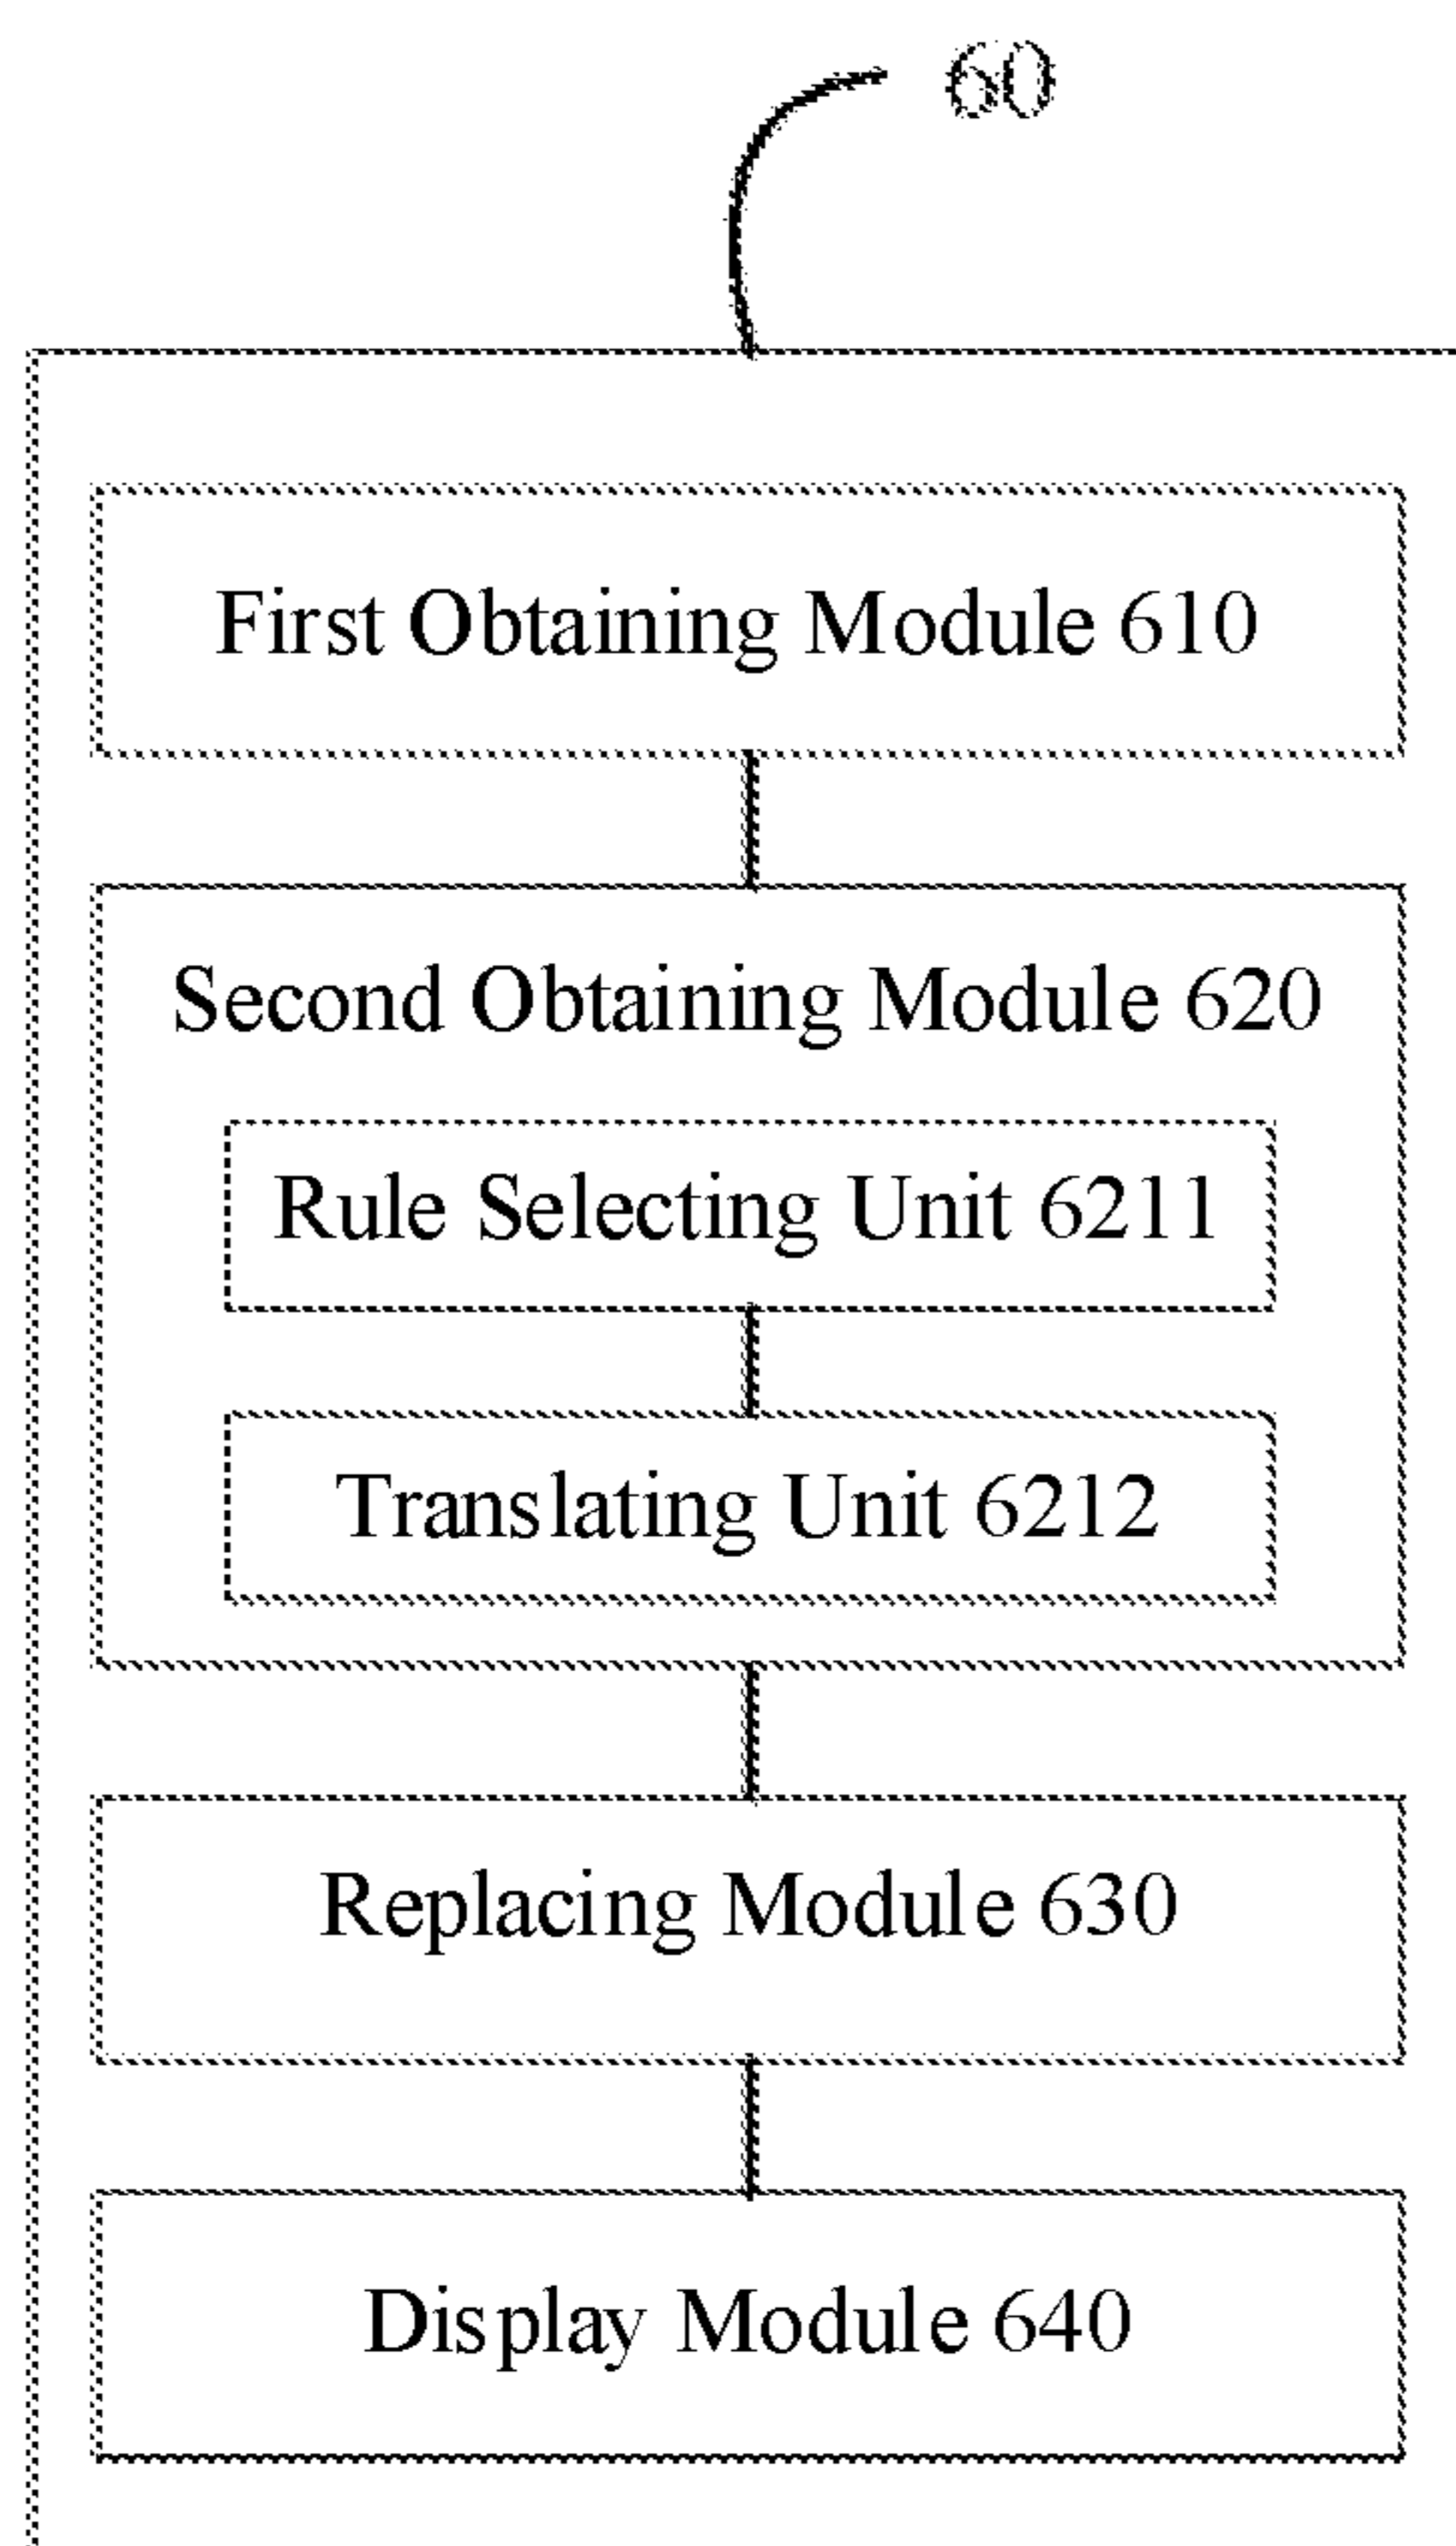 60
First Obtaining Module 610
Second Obtaining Module 620
Rule Selecting Unit 6211
Translating Unit 6212
Replacing Module 630
Display Module 640